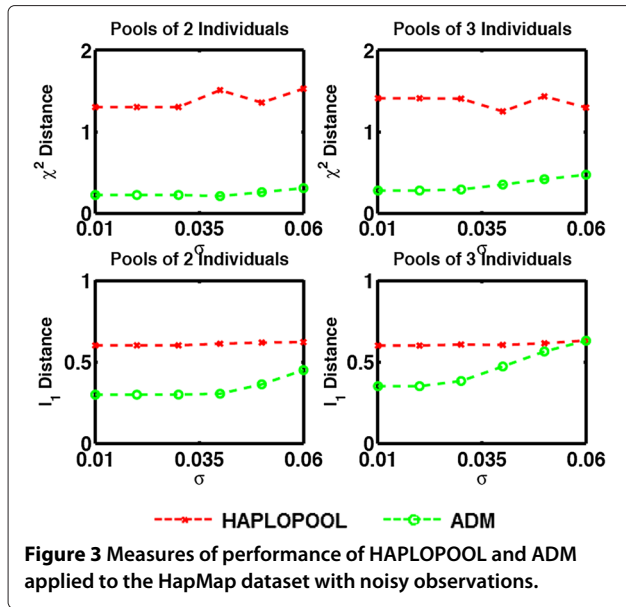 Pools of 2 Individuals
Pools of 3 Individuals
2
1
0
χ² Distance
0.01 0.035 0.06
σ
2
1
0
χ² Distance
0.01 0.035 0.06
σ
Pools of 2 Individuals
Pools of 3 Individuals
1
0.5
0
l₁ Distance
0.01 0.035 0.06
σ
1
0.5
0
l₁ Distance
0.01 0.035 0.06
σ
HAPLOPOOL ADM
Figure 3 Measures of performance of HAPLOPOOL and ADM
applied to the HapMap dataset with noisy observations.